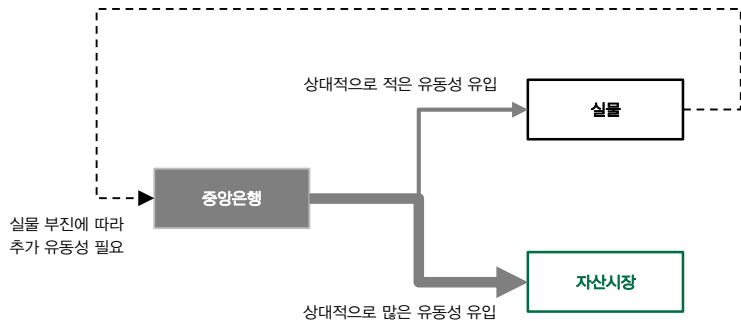 상대적으로 적은 유동성 유입
실물
중앙은행
실물 부진에 따라
추가 유동성 필요
자산시장
상대적으로 많은 유동성 유입